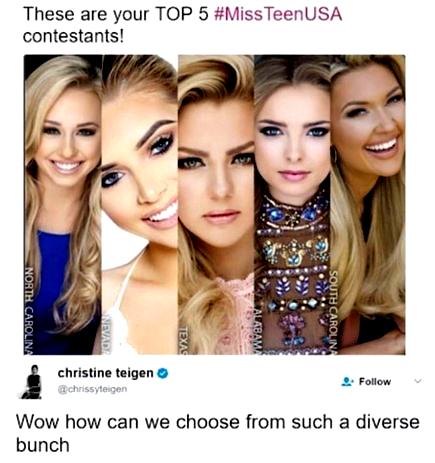 These are your TOP 5 #MissTeenUSA
contestants!
NORTH CAROLINA
NEVADA
TEXAS
ALABAMA
SOUTH CAROLINA
christine teigen
@chrissyteigen
Follow
Wow how can we choose from such a diverse
bunch